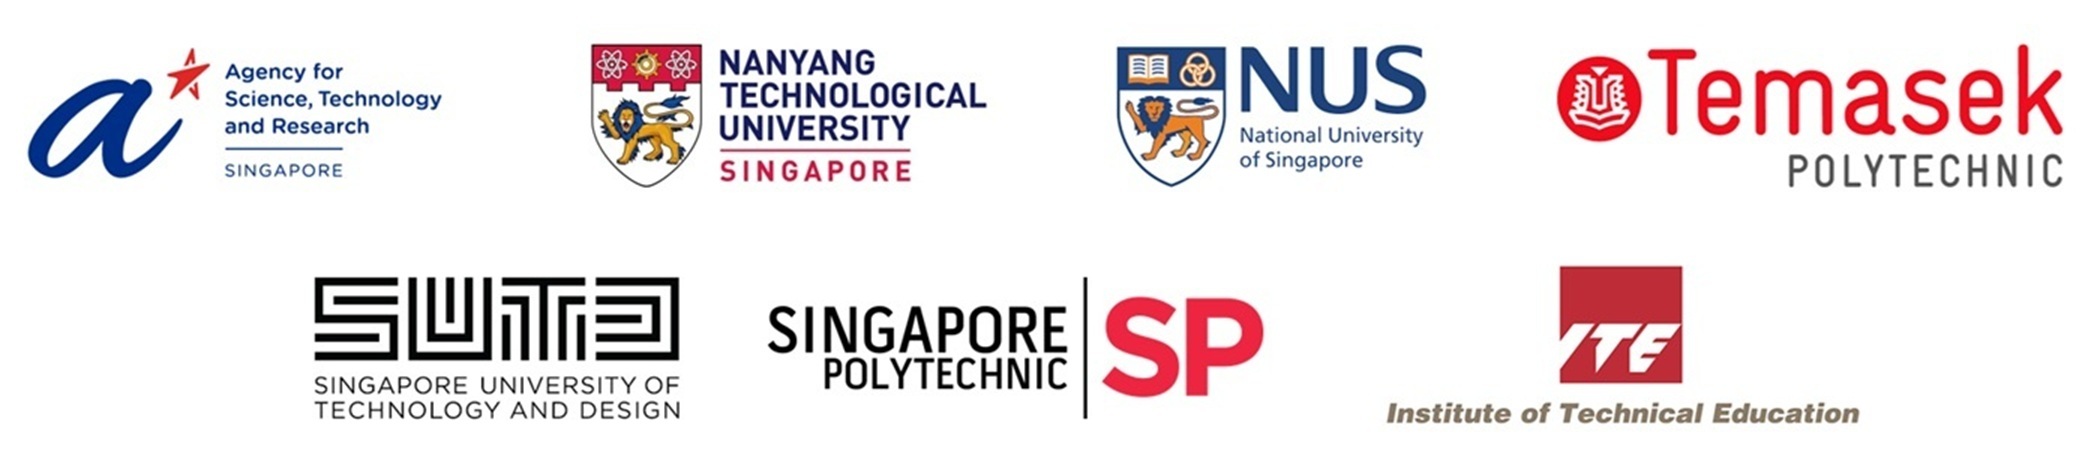 a
Agency for
Science, Technology
and Research
SINGAPORE
NANYANG
TECHNOLOGICAL
UNIVERSITY
SINGAPORE
NUS
National University
of Singapore
Temasek
POLYTECHNIC
SUTD
SINGAPORE UNIVERSITY OF
TECHNOLOGY AND DESIGN
SINGAPORE
POLYTECHNIC
SP
ITE
Institute of Technical Education